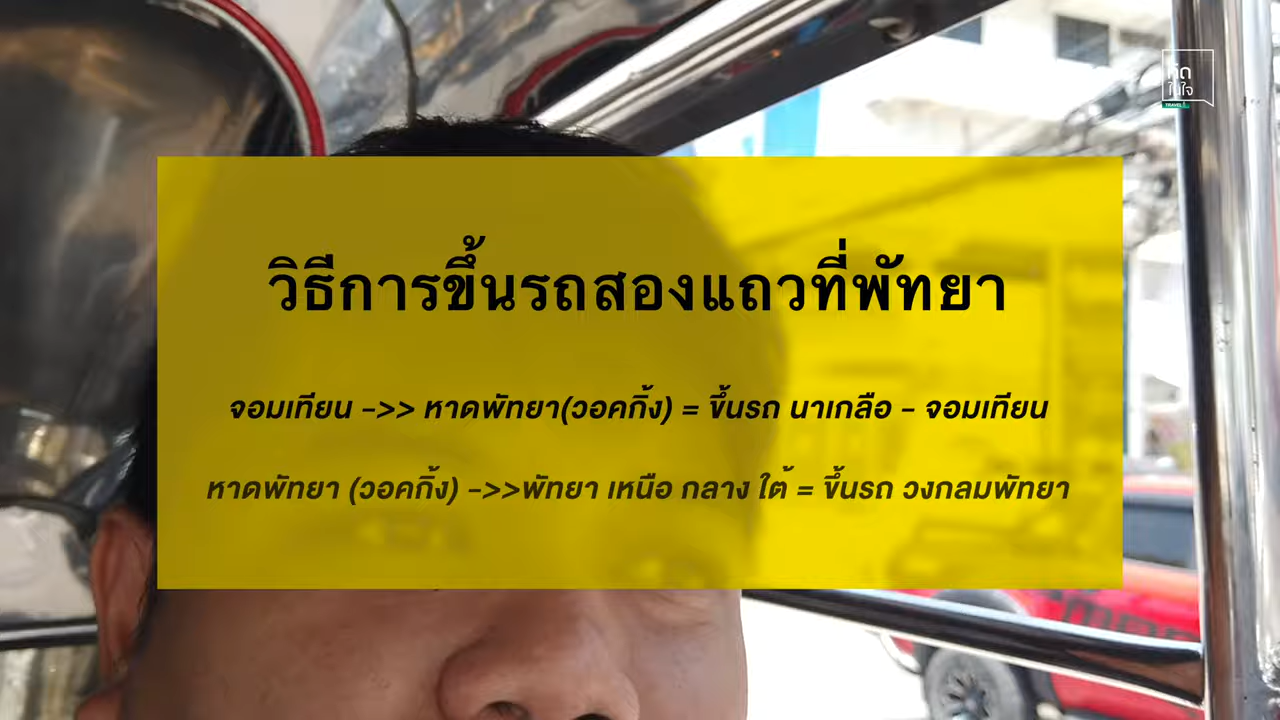 วิธีการขึ้นรถสองแถวที่พัทยา
จอมเทียน ->> หาดพัทยา(วอคกิ้ง) = ขึ้นรถ นาเกลือ - จอมเทียน
หาดพัทยา (วอคกิ้ง) ->>พัทยา เหนือ กลาง ใต้ = ขึ้นรถ วงกลมพัทยา
TRAVEL